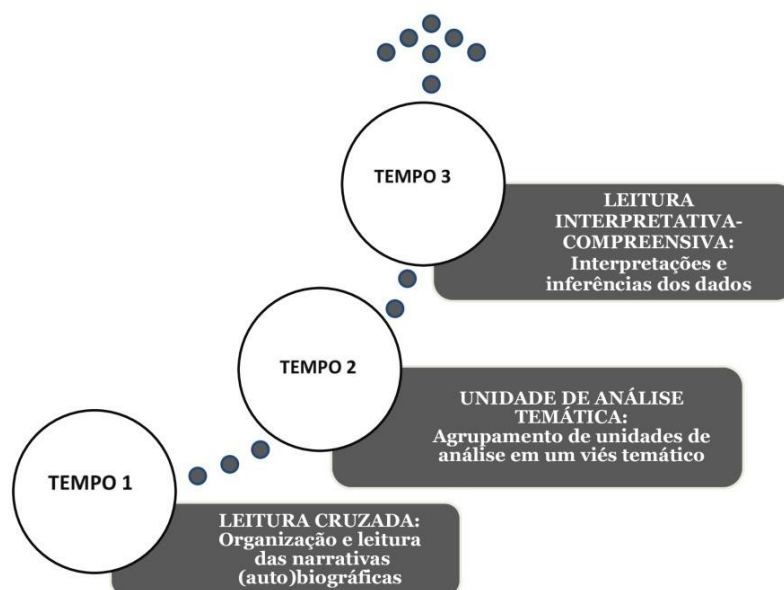 TEMPO 3
LEITURA
INTERPRETATIVA-
COMPREENSIVA:
Interpretações e
inferências dos dados
TEMPO 2
UNIDADE DE ANÁLISE
TEMÁTICA:
Agrupamento de unidades de
análise em um viés temático
TEMPO 1
LEITURA CRUZADA:
Organização e leitura
das narrativas
(auto)biográficas